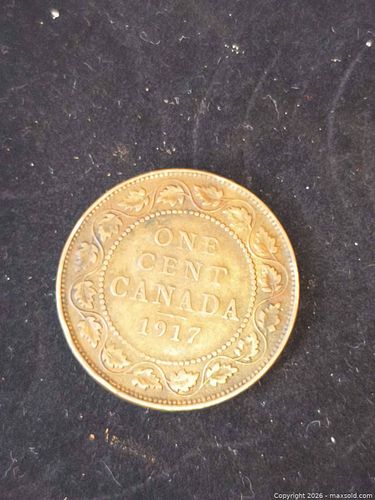 ONE
CENT
CANADA
1917
Copyright 2026 - maxsold.com